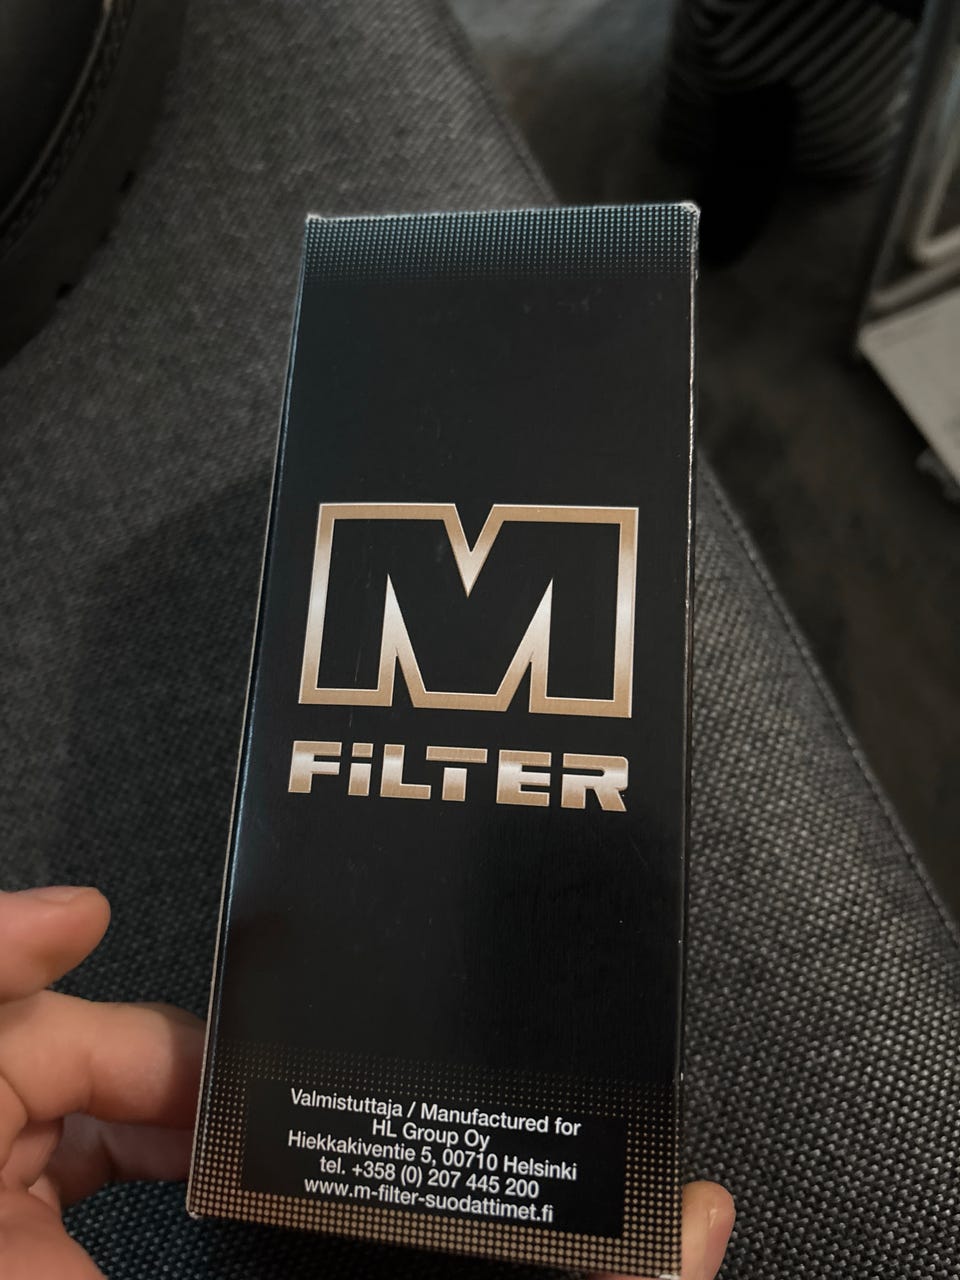 M
FiLTER
Valmistuttaja / Manufactured for
HL Group Oy
Hiekkakiventie 5, 00710 Helsinki
tel. +358 (0) 207 445 200
www.m-filter-suodattimet.fi